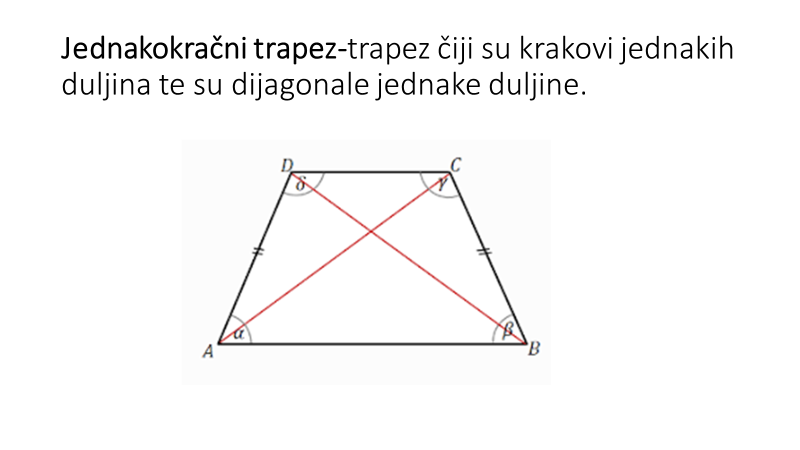 Jednakokračni trapez-trapez čiji su krakovi jednakih
duljina te su dijagonale jednake duljine.
D C
δ γ
α β
A B